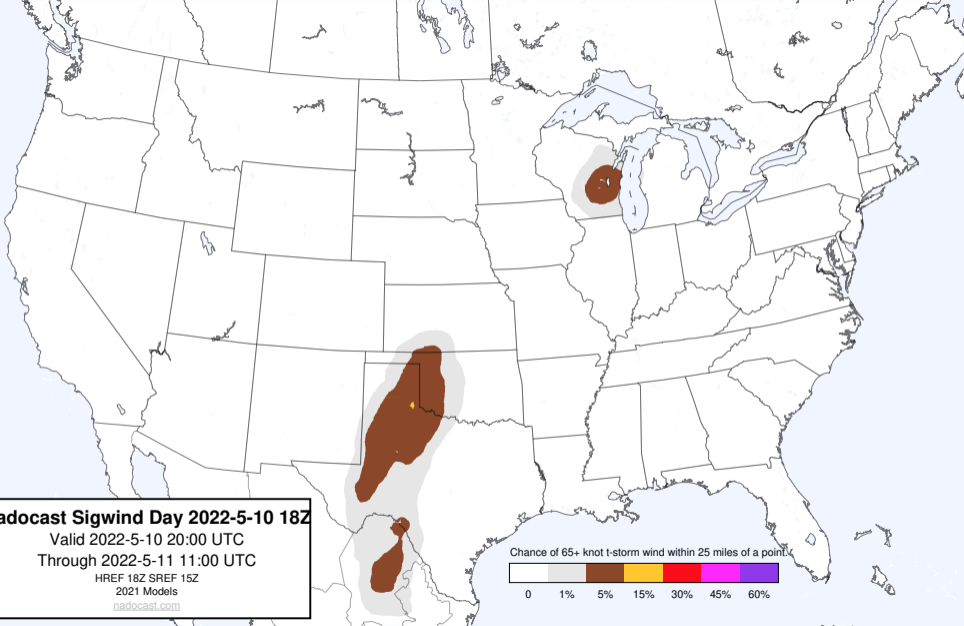 adocast Sigwind Day 2022-5-10 18Z
Valid 2022-5-10 20:00 UTC
Through 2022-5-11 11:00 UTC
HREF 18Z SREF 15Z
2021 Models
nadocast.com
Chance of 65+ knot t-storm wind within 25 miles of a point.
0 1% 5% 15% 30% 45% 60%